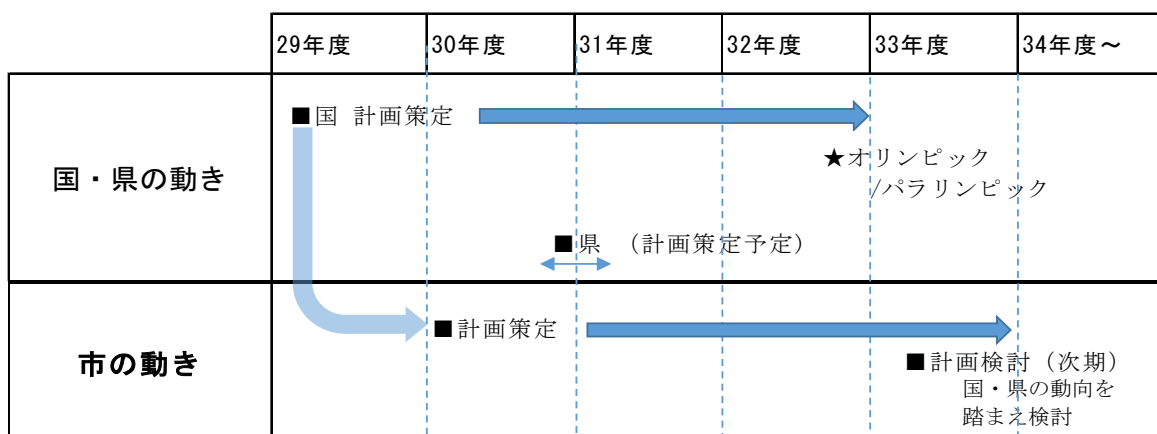 29年度 30年度 31年度 32年度 33年度 34年度～
国・県の動き
■国 計画策定
★オリンピック
/パラリンピック
■県 （計画策定予定）
市の動き
■計画策定
■計画検討（次期）
国・県の動向を
踏まえ検討